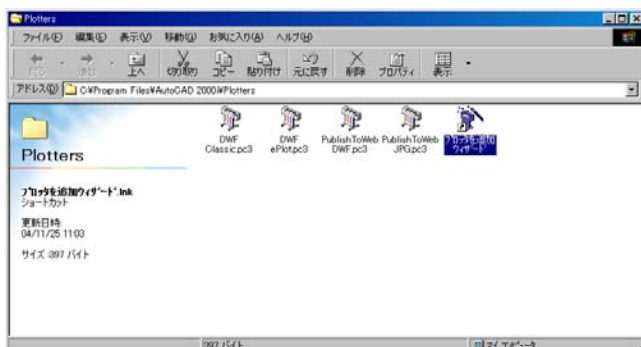 Plotters
ファイル(F) 編集(E) 表示(V) 移動(G) お気に入り(A) ヘルプ(H)
戻る 進む 上へ 切り取り コピー 貼り付け 元に戻す 削除 プロパティ 表示
アドレス(D) C:¥Program Files¥AutoCAD 2000i¥Plotters
Plotters
DWF Classic.pc3
DWF ePlot.pc3
PublishToWeb DWF.pc3
PublishToWeb JPG.pc3
プロッタを追加ウィザード
プロッタを追加ウィザード.lnk
ショートカット
更新日時:
04/11/25 11:03
サイズ: 397 バイト
397 バイト
マイ コンピュータ